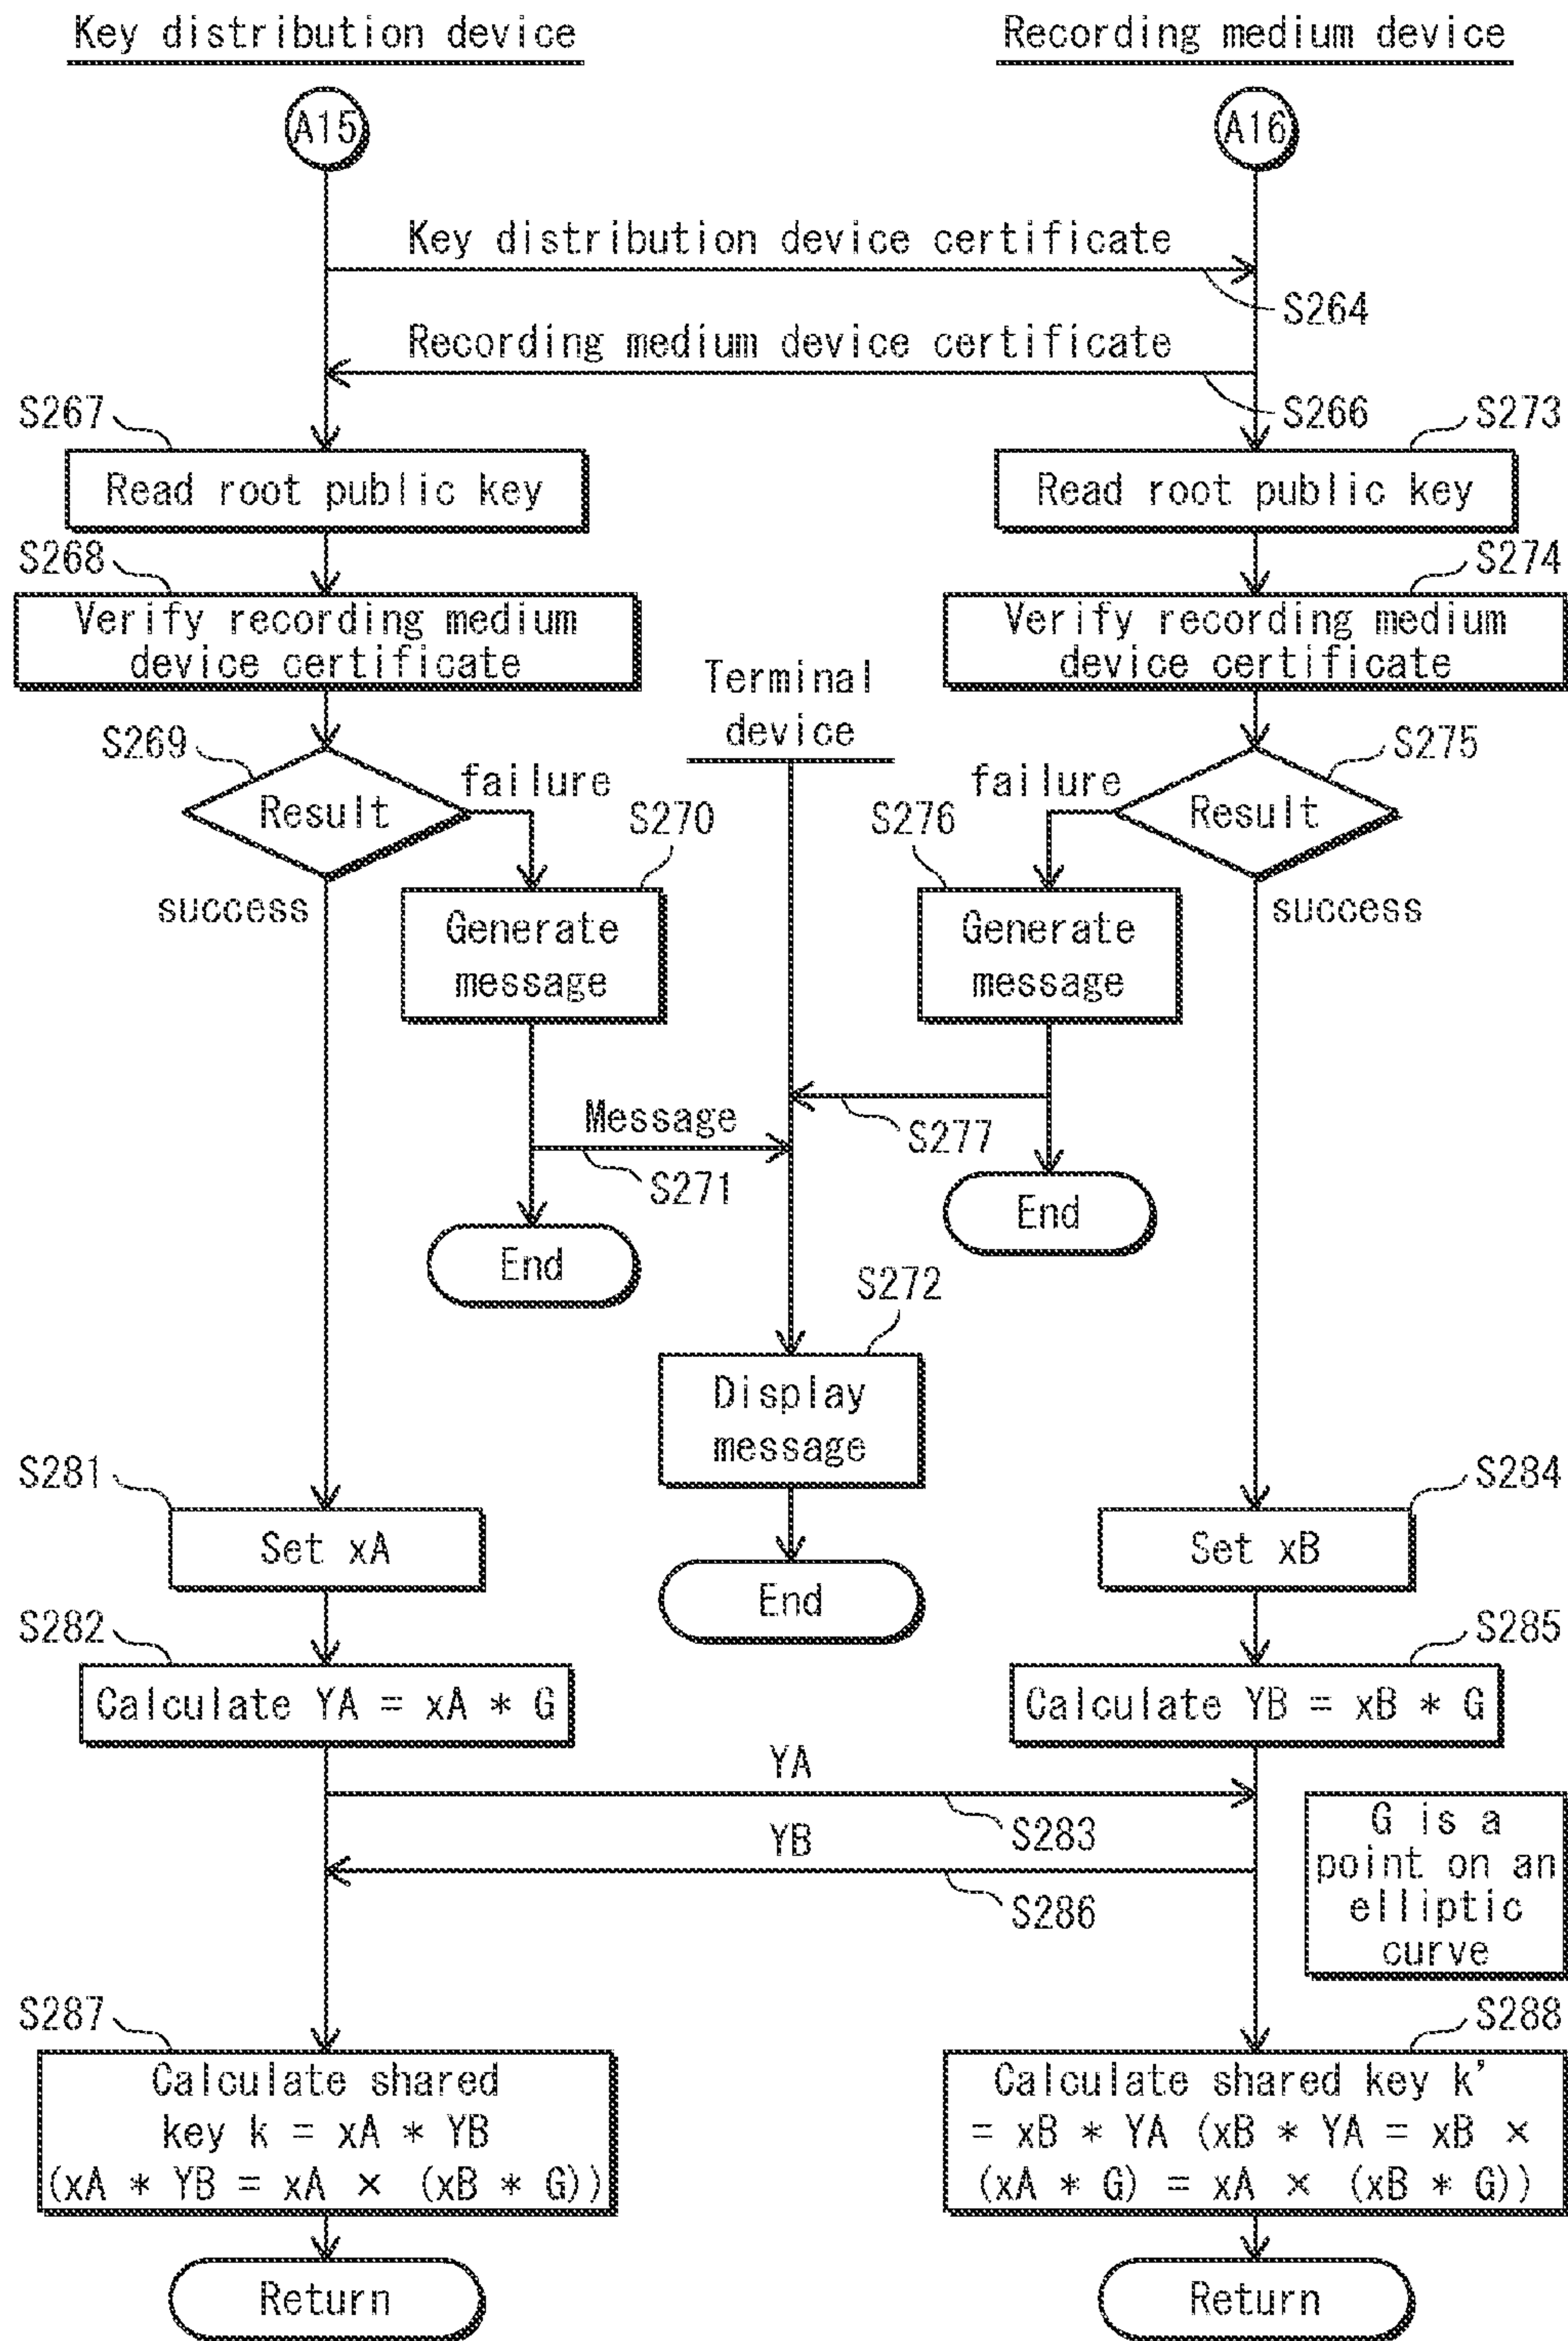 Key distribution device
Recording medium device
A15
A16
Key distribution device certificate
S264
Recording medium device certificate
S266
S267
S273
Read root public key
Read root public key
S268
S274
Verify recording medium
device certificate
Verify recording medium
device certificate
Terminal
device
S269
S275
Result
failure
failure
Result
S270
S276
success
success
Generate
message
Generate
message
S277
Message
S271
End
End
S272
Display
message
End
S281
S284
Set xA
Set xB
S282
S285
Calculate YA = xA * G
Calculate YB = xB * G
YA
S283
YB
S286
G is a
point on an
elliptic
curve
S287
S288
Calculate shared
key k = xA * YB
(xA * YB = xA × (xB * G))
Calculate shared key k'
= xB * YA (xB * YA = xB ×
(xA * G) = xA × (xB * G))
Return
Return